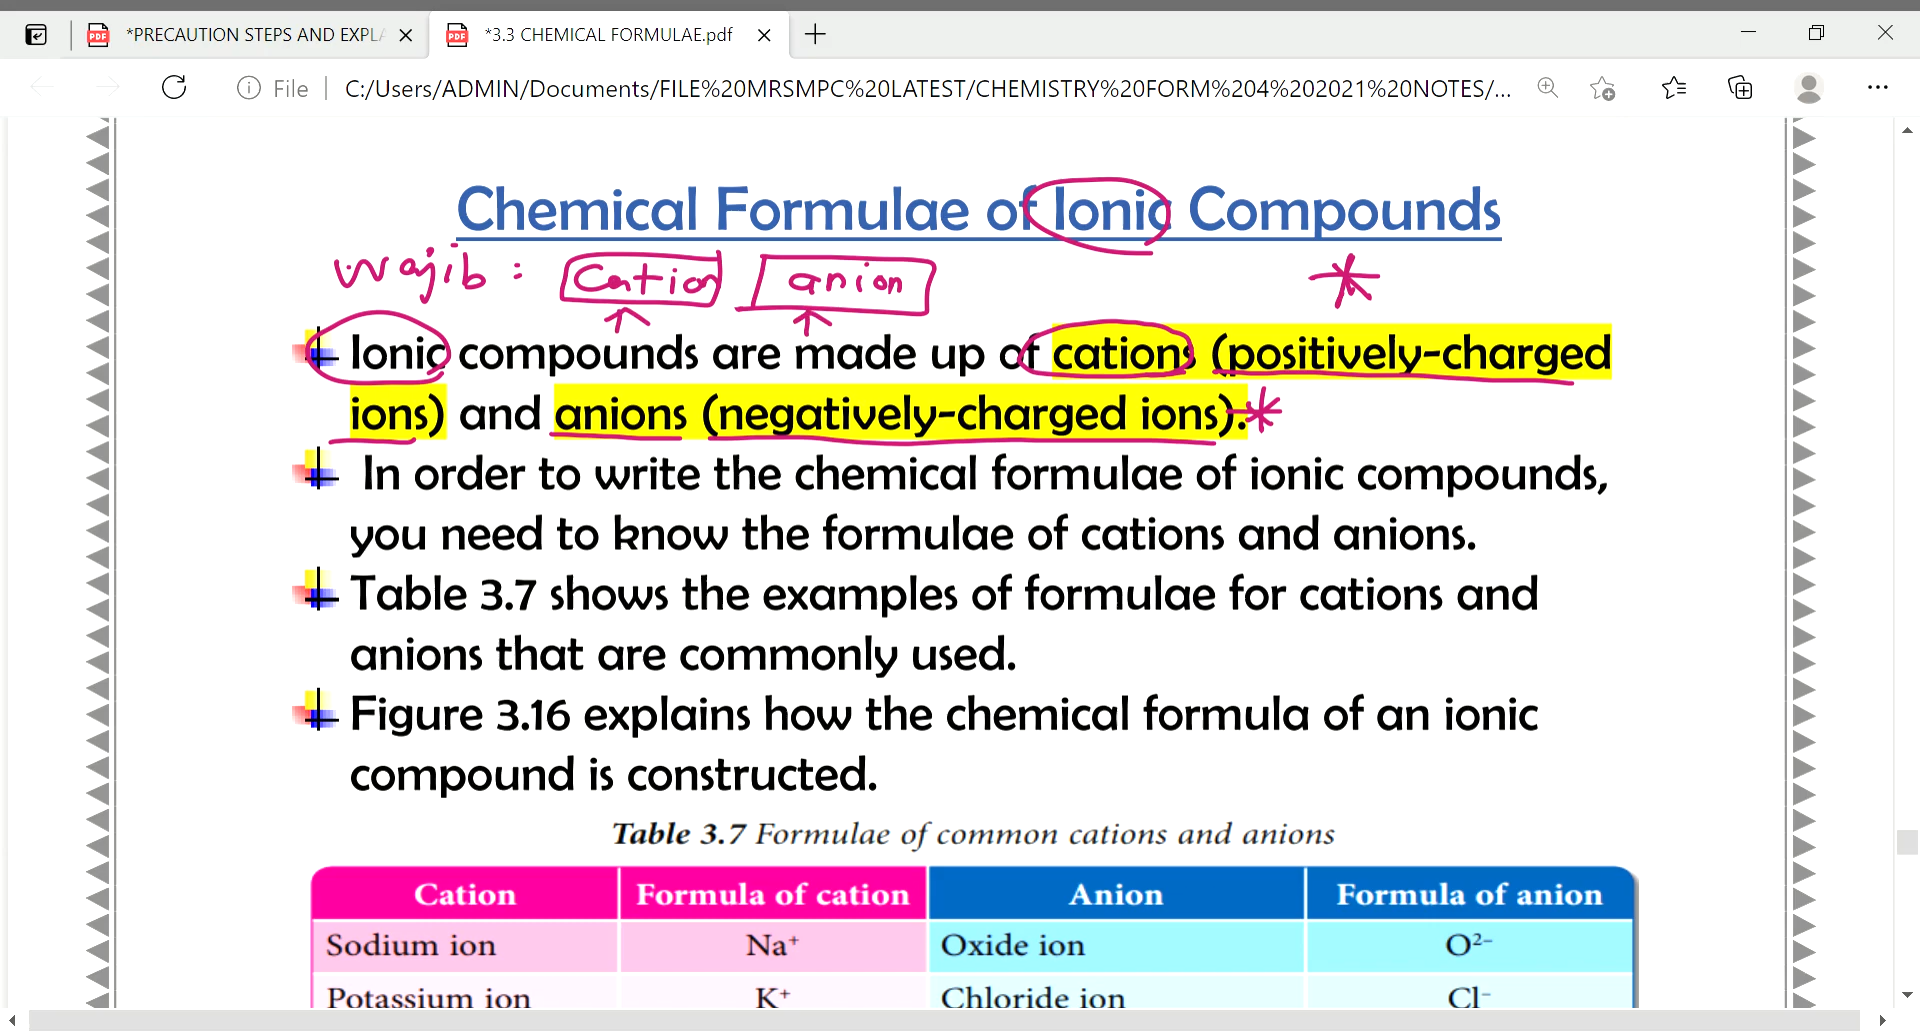 *PRECAUTION STEPS AND EXPLA
*3.3 CHEMICAL FORMULAE.pdf
File
C:/Users/ADMIN/Documents/FILE%20MRSMPC%20LATEST/CHEMISTRY%20FORM%204%202021%20NOTES/...
Chemical Formulae of Ionic Compounds
Wajib : Cation anion *
Ionic compounds are made up of cations (positively-charged
ions) and anions (negatively-charged ions).*
In order to write the chemical formulae of ionic compounds,
you need to know the formulae of cations and anions.
Table 3.7 shows the examples of formulae for cations and
anions that are commonly used.
Figure 3.16 explains how the chemical formula of an ionic
compound is constructed.
Table 3.7 Formulae of common cations and anions
Cation Formula of cation Anion Formula of anion
Sodium ion Na⁺ Oxide ion O²⁻
Potassium ion K⁺ Chloride ion Cl⁻